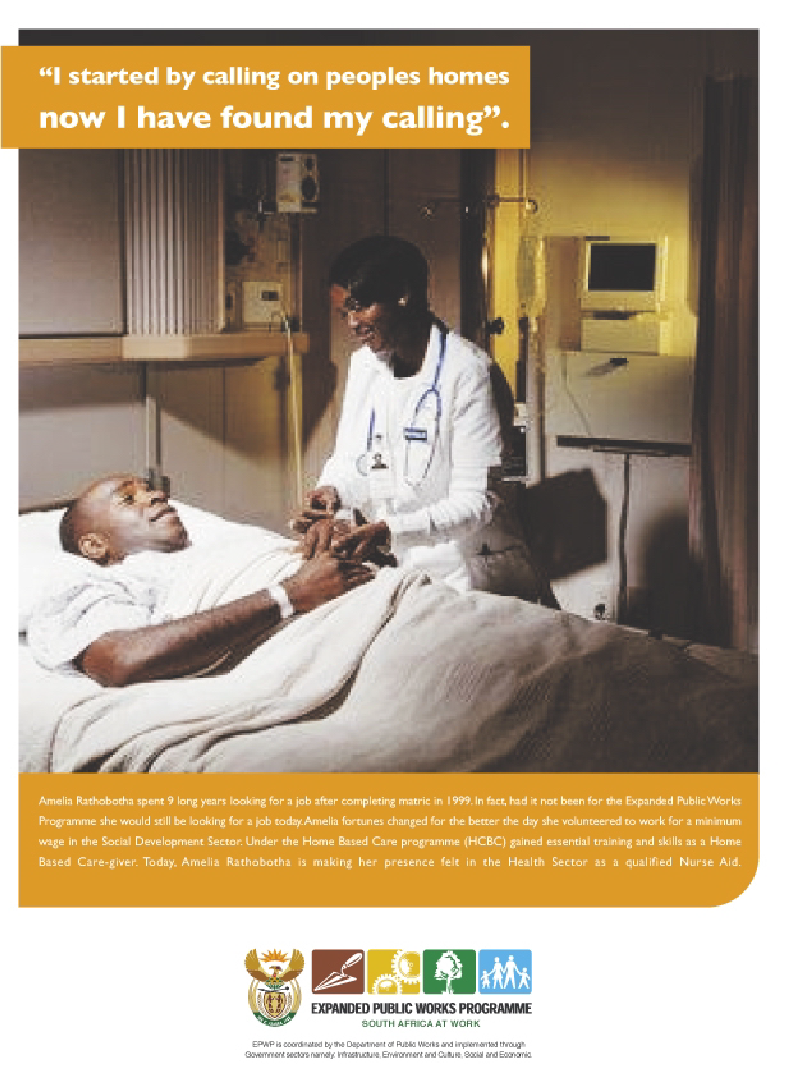 “I started by calling on peoples homes
now I have found my calling”.
Amelia Rathobotha spent 9 long years looking for a job after completing matric in 1999. In fact, had it not been for the Expanded Public Works
Programme she would still be looking for a job today.Amelia fortunes changed for the better the day she volunteered to work for a minimum
wage in the Social Development Sector. Under the Home Based Care programme (HCBC) gained essential training and skills as a Home
Based Care-giver. Today, Amelia Rathobotha is making her presence felt in the Health Sector as a qualified Nurse Aid.
EXPANDED PUBLIC WORKS PROGRAMME
SOUTH AFRICA AT WORK
EPWP is coordinated by the Department of Public Works and implemented through
Government sectors namely: Infrastructure, Environment and Culture, Social and Economic.